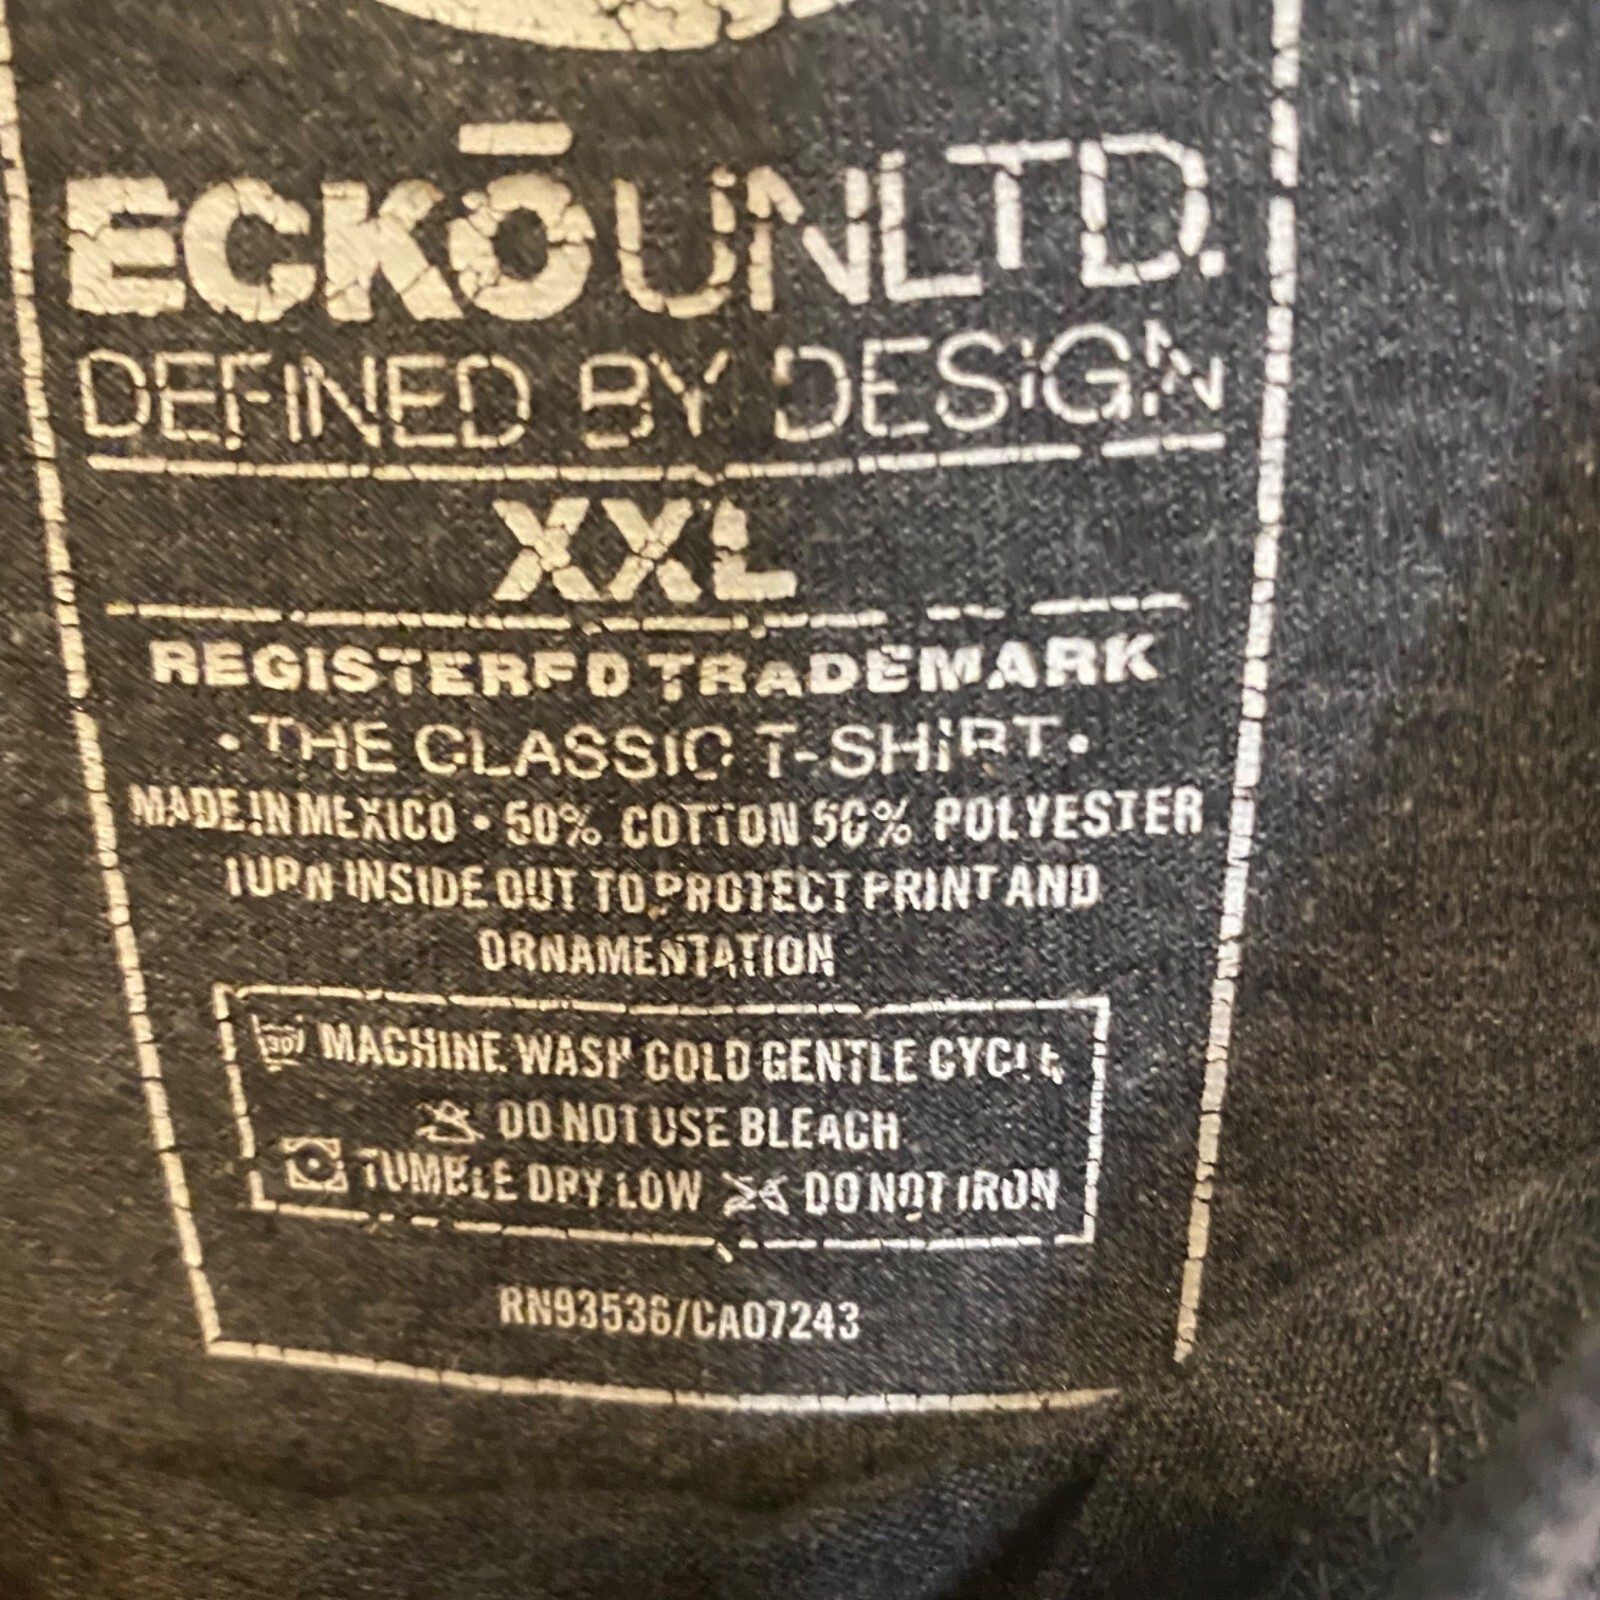 ECKŌ UNLTD.
DEFINED BY DESIGN
XXL
REGISTERED TRADEMARK
• THE CLASSIC T-SHIRT •
MADE IN MEXICO • 50% COTTON 50% POLYESTER
TURN INSIDE OUT TO PROTECT PRINT AND
ORNAMENTATION
30 MACHINE WASH COLD GENTLE CYCLE
DO NOT USE BLEACH
TUMBLE DRY LOW DO NOT IRON
RN93536/CA07243